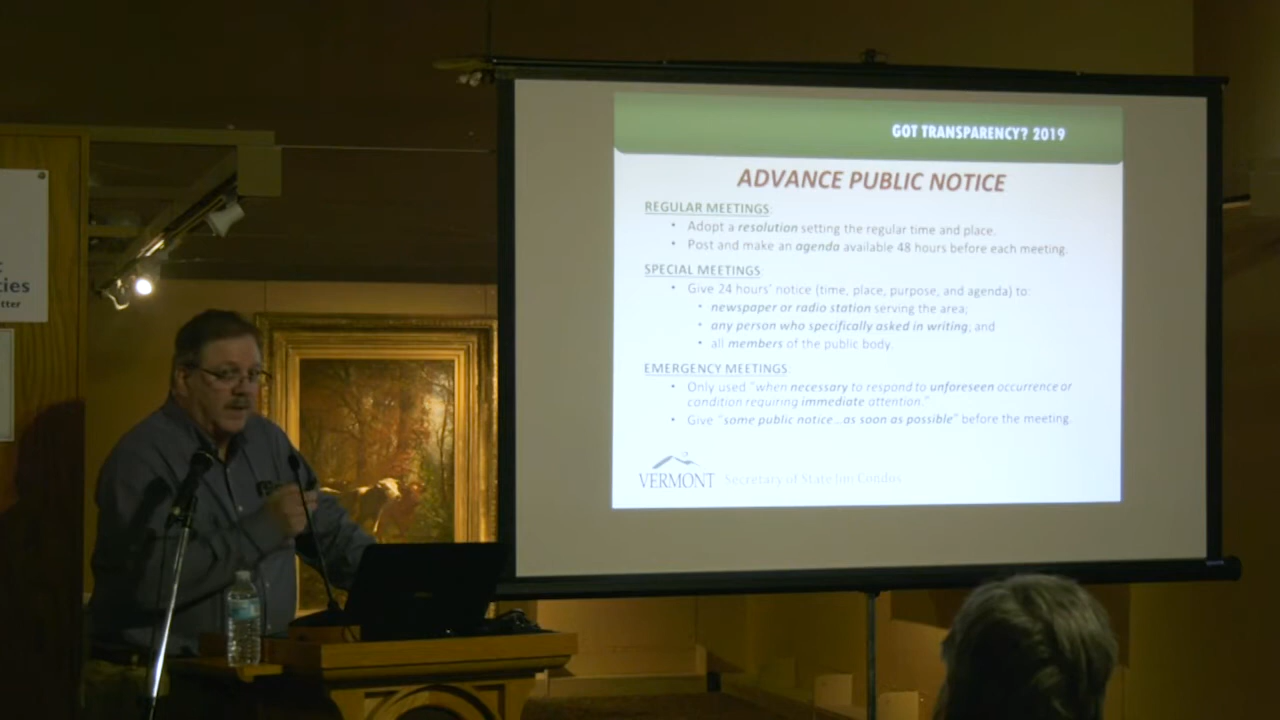 ties
tter
GOT TRANSPARENCY? 2019
ADVANCE PUBLIC NOTICE
REGULAR MEETINGS:
• Adopt a resolution setting the regular time and place.
• Post and make an agenda available 48 hours before each meeting.
SPECIAL MEETINGS:
• Give 24 hours' notice (time, place, purpose, and agenda) to:
• newspaper or radio station serving the area;
• any person who specifically asked in writing, and
• all members of the public body.
EMERGENCY MEETINGS:
• Only used "when necessary to respond to unforeseen occurrence or
condition requiring immediate attention."
• Give "some public notice…as soon as possible" before the meeting.
VERMONT Secretary of State Jim Condos